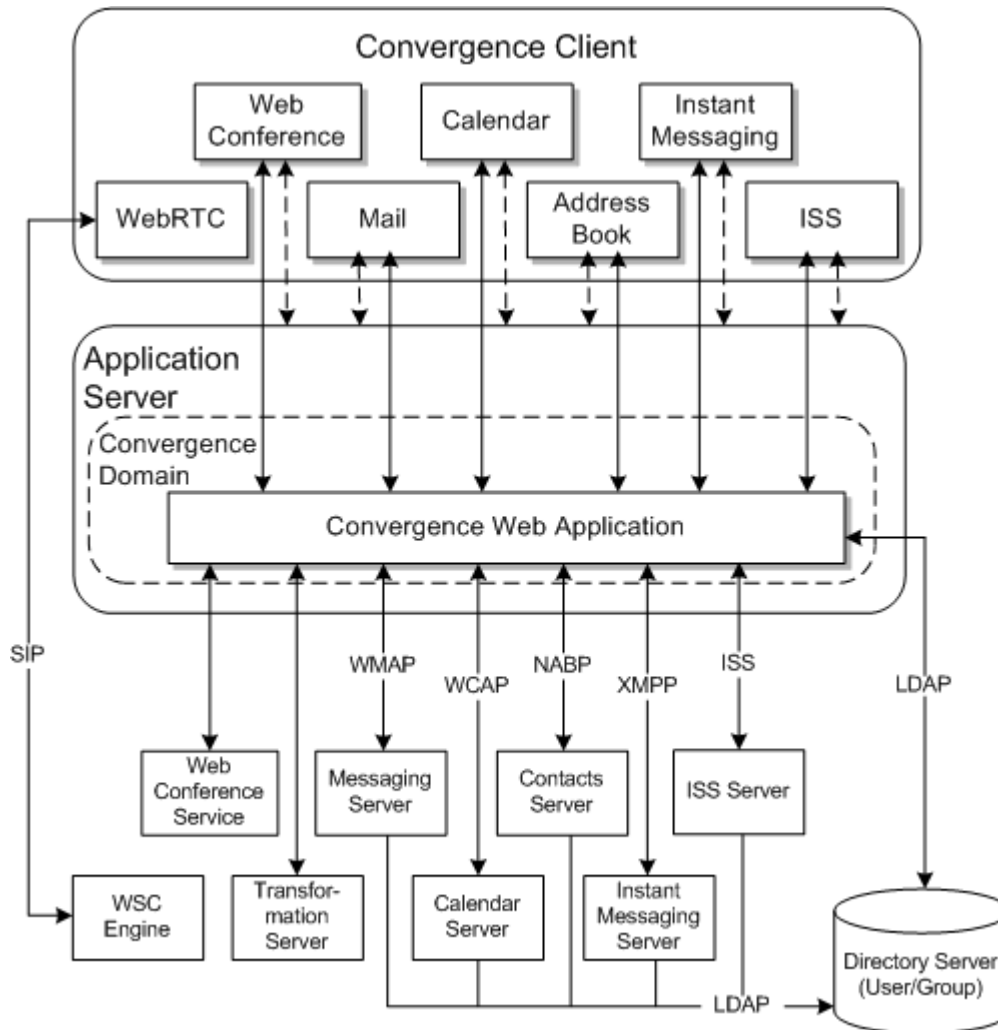 Convergence Client
Web
Conference
Calendar
Instant
Messaging
WebRTC
Mail
Address
Book
ISS
Application
Server
Convergence
Domain
Convergence Web Application
SIP
WMAP
WCAP
NABP
XMPP
ISS
LDAP
Web
Conference
Service
Messaging
Server
Contacts
Server
ISS Server
WSC
Engine
Transfor-
mation
Server
Calendar
Server
Instant
Messaging
Server
Directory Server
(User/Group)
LDAP